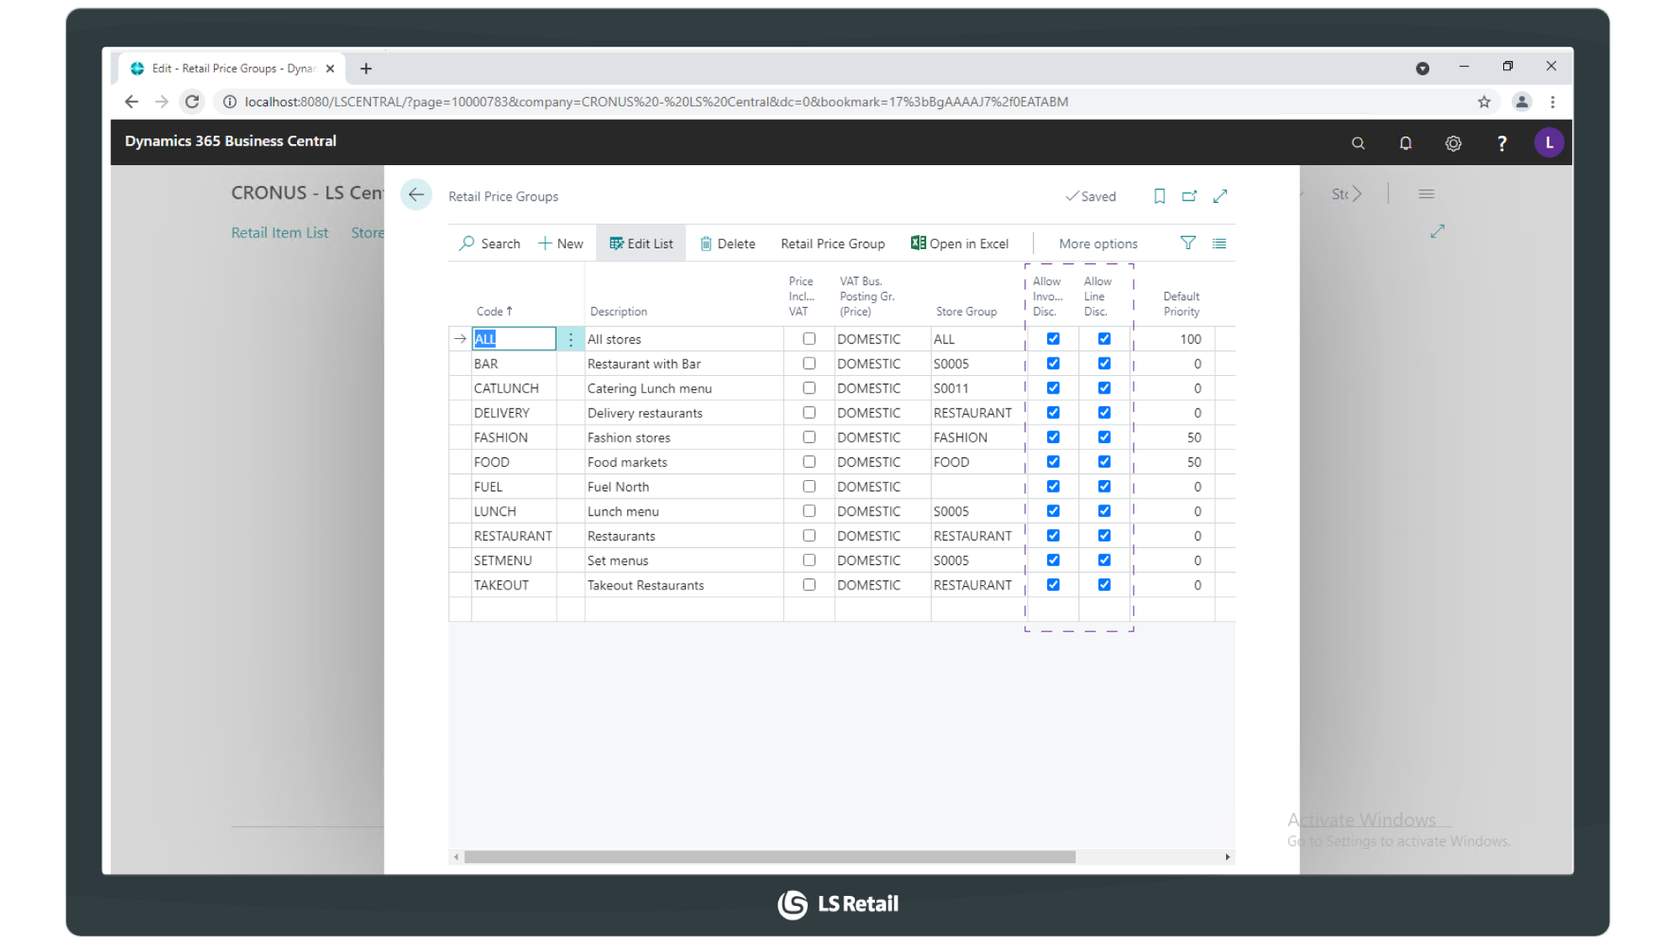 Edit - Retail Price Groups - Dynar
localhost:8080/LSCENTRAL/?page=10000783&company=CRONUS%20-%20LS%20Central&dc=0&bookmark=17%3bBgAAAAJ7%2f0EATABM
Dynamics 365 Business Central
?
L
CRONUS - LS Cen
Retail Price Groups
Saved
Retail Item List
Store
Search
New
Edit List
Delete
Retail Price Group
Open in Excel
More options
Code ↑
Description
Price Incl... VAT
VAT Bus. Posting Gr. (Price)
Store Group
Allow Invo... Disc.
Allow Line Disc.
Default Priority
ALL All stores DOMESTIC ALL 100
BAR Restaurant with Bar DOMESTIC S0005 0
CATLUNCH Catering Lunch menu DOMESTIC S0011 0
DELIVERY Delivery restaurants DOMESTIC RESTAURANT 0
FASHION Fashion stores DOMESTIC FASHION 50
FOOD Food markets DOMESTIC FOOD 50
FUEL Fuel North DOMESTIC 0
LUNCH Lunch menu DOMESTIC S0005 0
RESTAURANT Restaurants DOMESTIC RESTAURANT 0
SETMENU Set menus DOMESTIC S0005 0
TAKEOUT Takeout Restaurants DOMESTIC RESTAURANT 0
Activate Windows
Go to Settings to activate Windows.
LS Retail